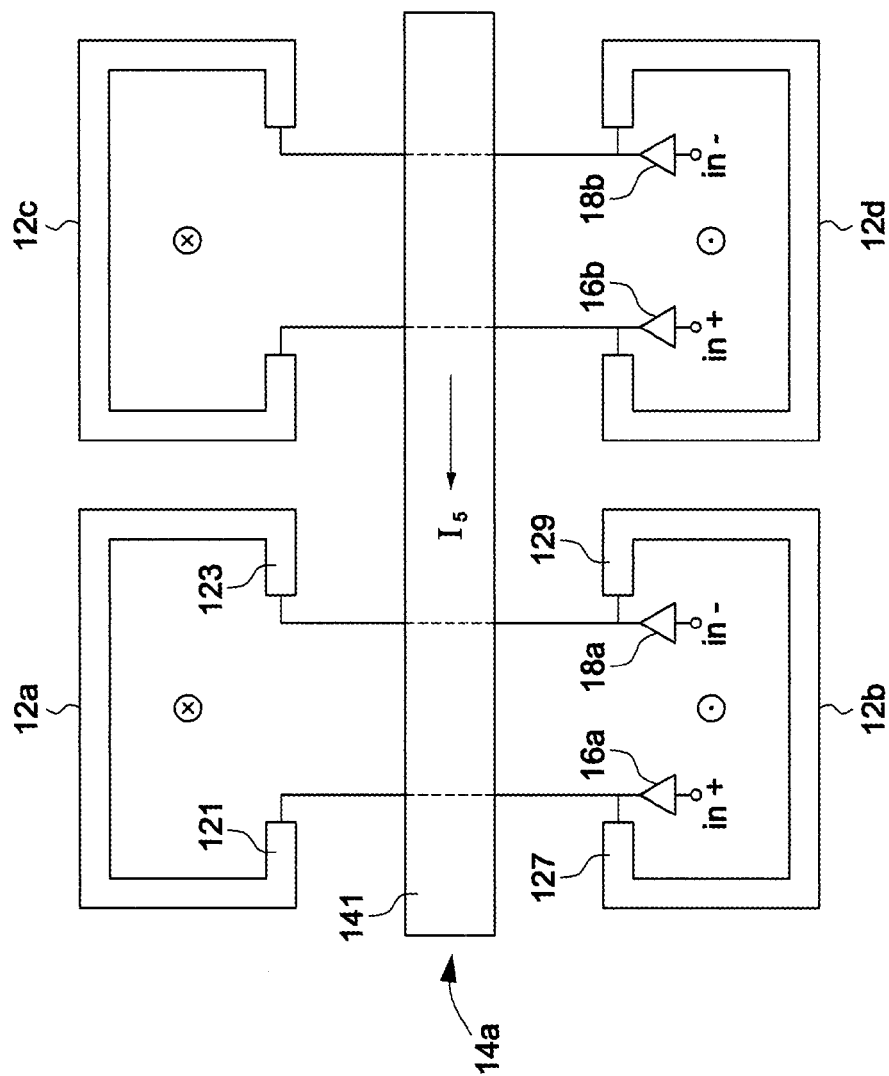 12a
12c
121
123
141
14a
I₅
127
129
16a
18a
16b
18b
in +
in -
in +
in -
12b
12d